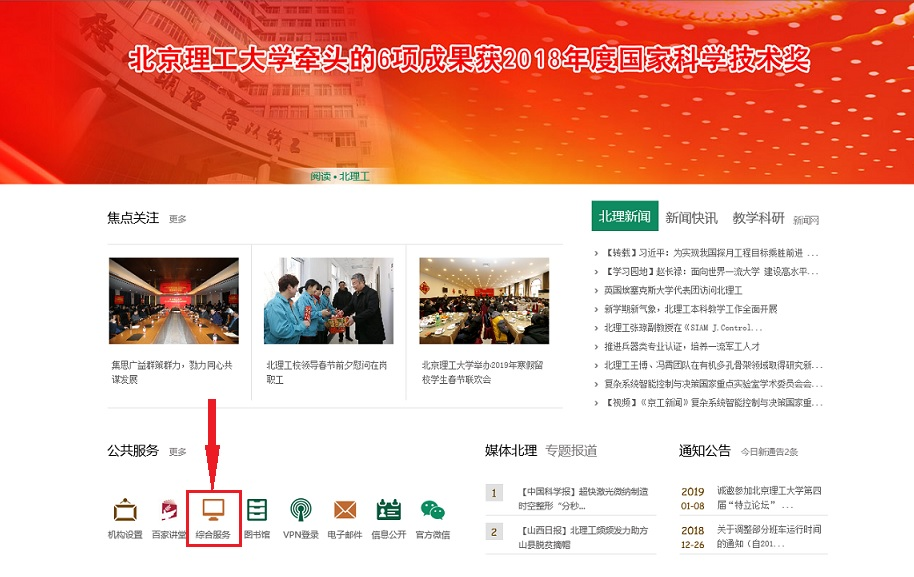 北京理工大学牵头的6项成果获2018年度国家科学技术奖
阅读·北理工
焦点关注 更多
集思广益群策群力，勠力同心共
谋发展
北理工校领导春节前夕慰问在岗
职工
北京理工大学举办2019年寒假留
校学生春节联欢会
北理新闻 新闻快讯 教学科研 新闻网
【转载】习近平：为实现我国探月工程目标乘胜前进 ...
【学习园地】赵长禄：面向世界一流大学 建设高水平...
英国埃塞克斯大学代表团访问北理工
新学期新气象，北理工本科教学工作全面开展
北理工张琼副教授在《SIAM J.Control...
推进兵器类专业认证，培养一流军工人才
北理工王博、冯霄团队在有机多孔骨架领域取得研究新...
复杂系统智能控制与决策国家重点实验室学术委员会会...
【视频】《京工新闻》复杂系统智能控制与决策国家重...
公共服务 更多
机构设置 百家讲堂 综合服务 图书馆 VPN登录 电子邮件 信息公开 官方微信
媒体北理 专题报道
1 【中国科学报】超快激光微纳制造
时空整形 “分秒...
2 【山西日报】北理工频频发力助方
山县脱贫摘帽
通知公告 今日新通告2条
2019 诚邀参加北京理工大学第四
01-08 届“特立论坛” ...
2018 关于调整部分班车运行时间
12-26 的通知（自201...